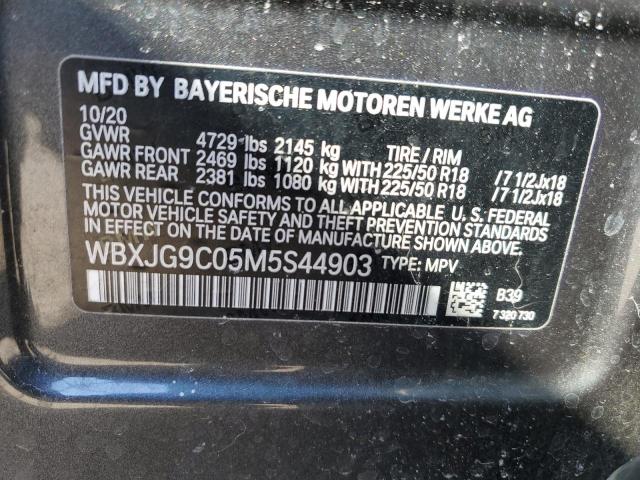 MFD BY BAYERISCHE MOTOREN WERKE AG
10/20
GVWR 4729 lbs 2145 kg TIRE / RIM
GAWR FRONT 2469 lbs 1120 kg WITH 225/50 R18 /7 1/2Jx18
GAWR REAR 2381 lbs 1080 kg WITH 225/50 R18 /7 1/2Jx18
THIS VEHICLE CONFORMS TO ALL APPLICABLE U. S. FEDERAL
MOTOR VEHICLE SAFETY AND THEFT PREVENTION STANDARDS
IN EFFECT ON THE DATE OF MANUFACTURE SHOWN ABOVE.
WBXJG9C05M5S44903 TYPE: MPV
B39
7 320 730